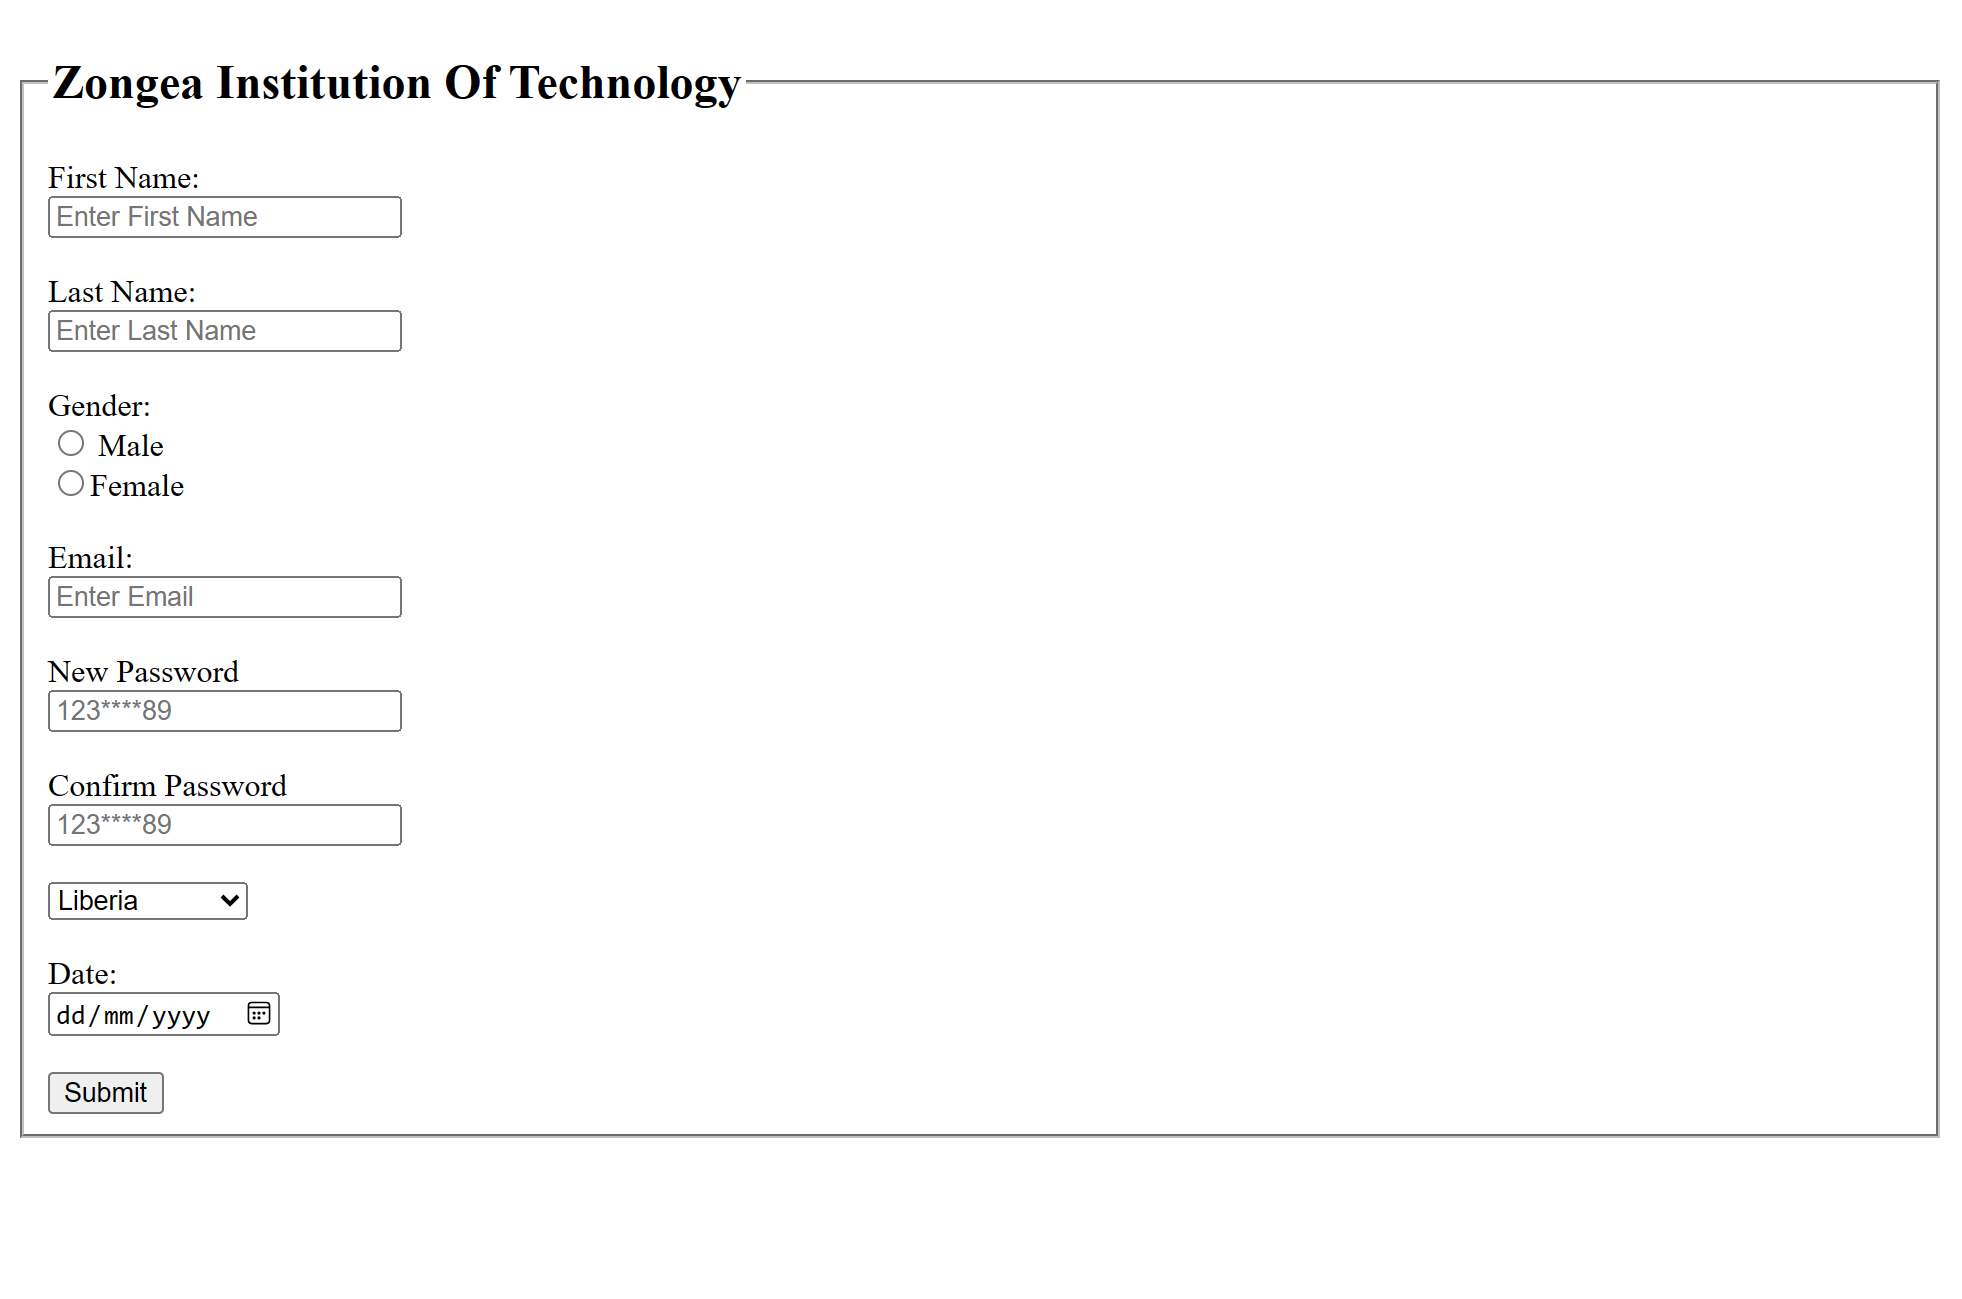 Zongea Institution Of Technology
First Name:
Enter First Name
Last Name:
Enter Last Name
Gender:
Male
Female
Email:
Enter Email
New Password
123****89
Confirm Password
123****89
Liberia
Date:
dd/mm/yyyy
Submit